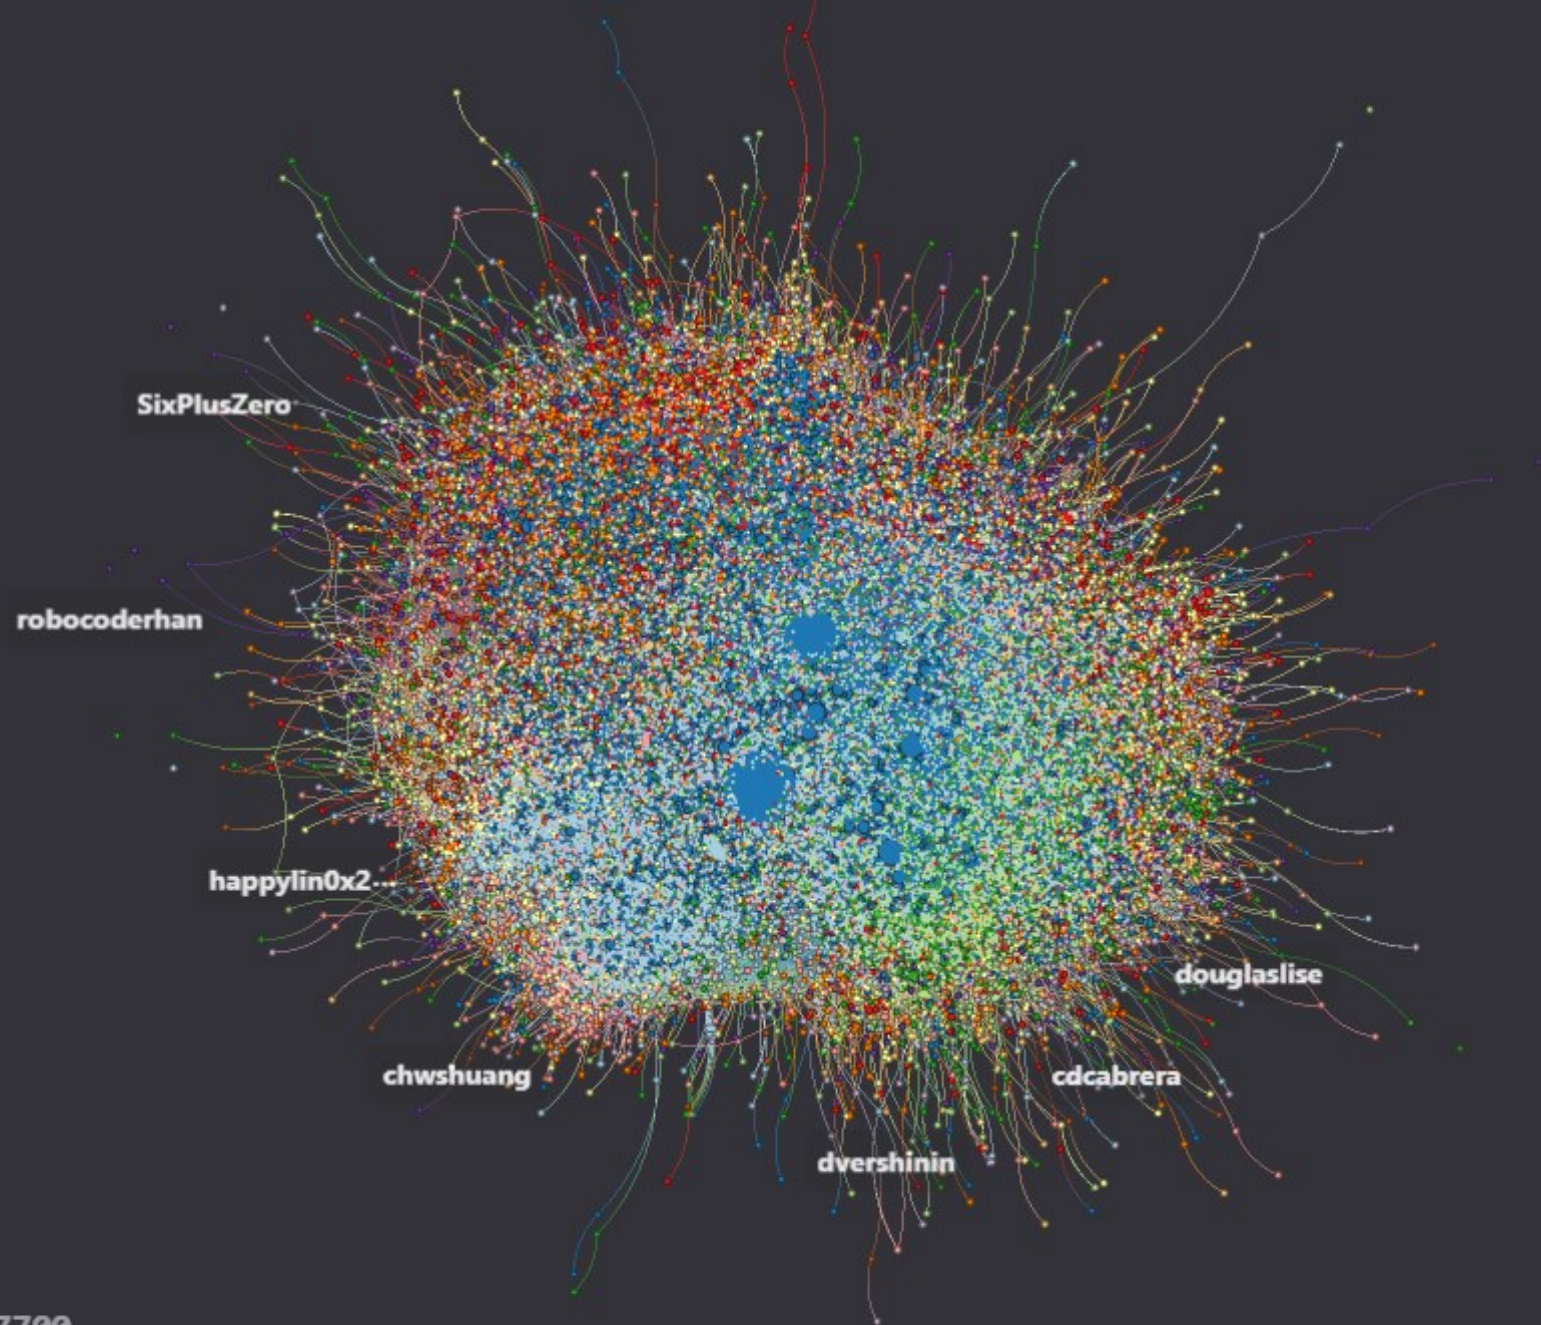 SixPlusZero
robocoderhan
happylin0x2--
douglaslise
chwshuang
cdcabrera
dvershinin